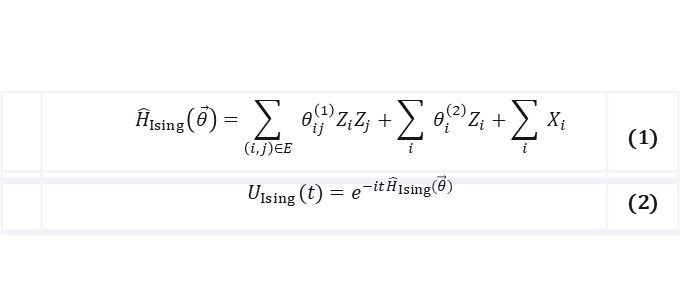 Ĥ_Ising(θ⃗) = ∑_{(i,j)∈E} θ_{ij}^{(1)} Z_i Z_j + ∑_i θ_i^{(2)} Z_i + ∑_i X_i (1)
U_Ising(t) = e^{−itĤ_Ising(θ⃗)} (2)